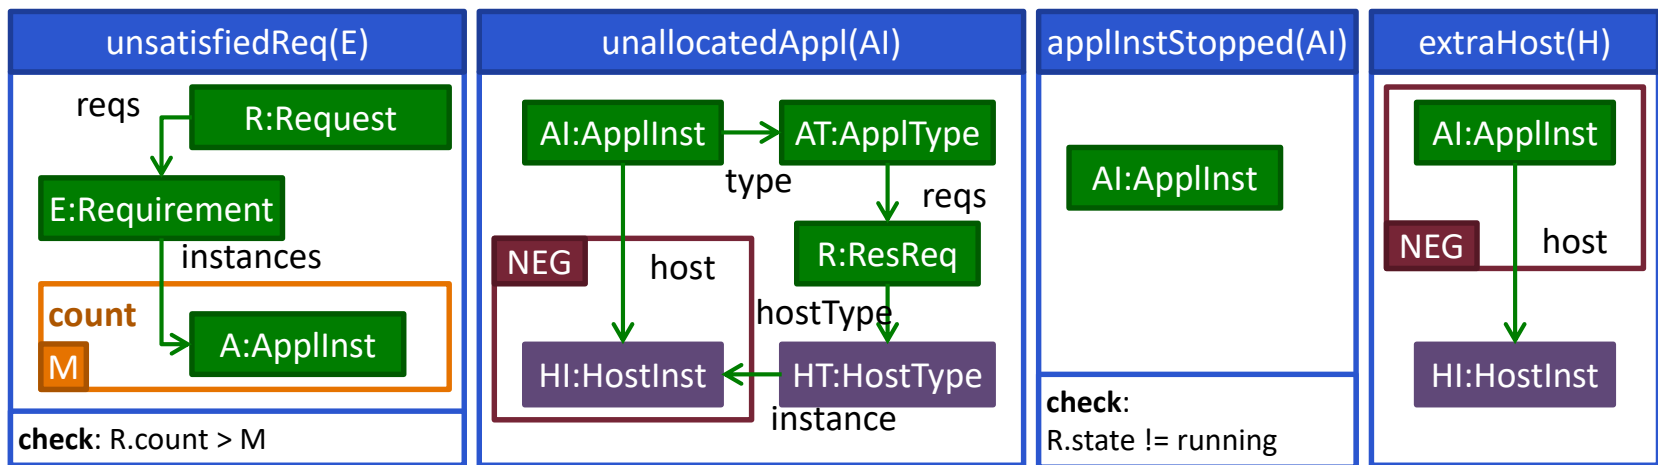 unsatisfiedReq(E)
reqs
R:Request
E:Requirement
instances
count
A:ApplInst
M
check: R.count > M
unallocatedAppl(AI)
AI:ApplInst
AT:ApplType
type
reqs
R:ResReq
NEG
host
hostType
HI:HostInst
HT:HostType
instance
applInstStopped(AI)
AI:ApplInst
check:
R.state != running
extraHost(H)
AI:ApplInst
NEG
host
HI:HostInst